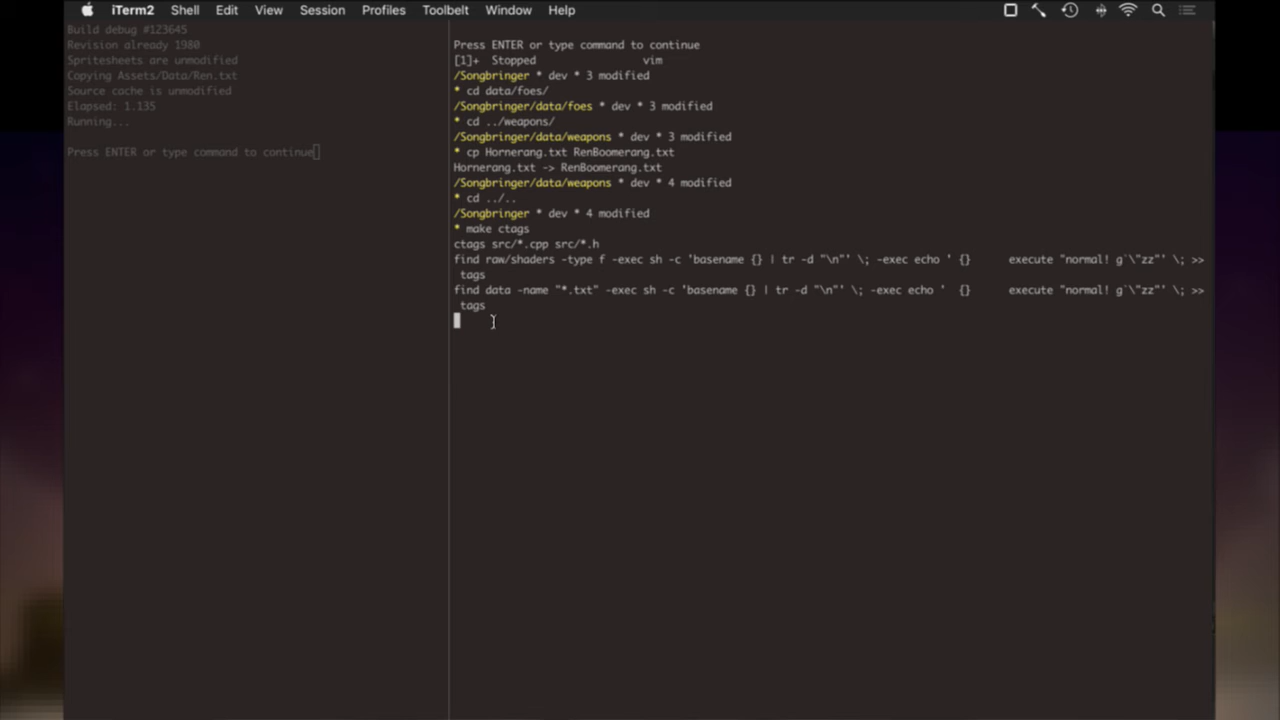 iTerm2 Shell Edit View Session Profiles Toolbelt Window Help
Build debug #123645
Revision already 1980
Spritesheets are unmodified
Copying Assets/Data/Ren.txt
Source cache is unmodified
Elapsed: 1.135
Running...
Press ENTER or type command to continue
Press ENTER or type command to continue
[1]+  Stopped                 vim
/Songbringer * dev * 3 modified
* cd data/foes/
/Songbringer/data/foes * dev * 3 modified
* cd ../weapons/
/Songbringer/data/weapons * dev * 3 modified
* cp Hornerang.txt RenBoomerang.txt
Hornerang.txt -> RenBoomerang.txt
/Songbringer/data/weapons * dev * 4 modified
* cd ../..
/Songbringer * dev * 4 modified
* make ctags
ctags src/*.cpp src/*.h
find raw/shaders -type f -exec sh -c 'basename {} | tr -d "\n"' \; -exec echo ' {}      execute "normal! g`\"zz"' \; >>
tags
find data -name "*.txt" -exec sh -c 'basename {} | tr -d "\n"' \; -exec echo '  {}      execute "normal! g`\"zz"' \; >>
tags